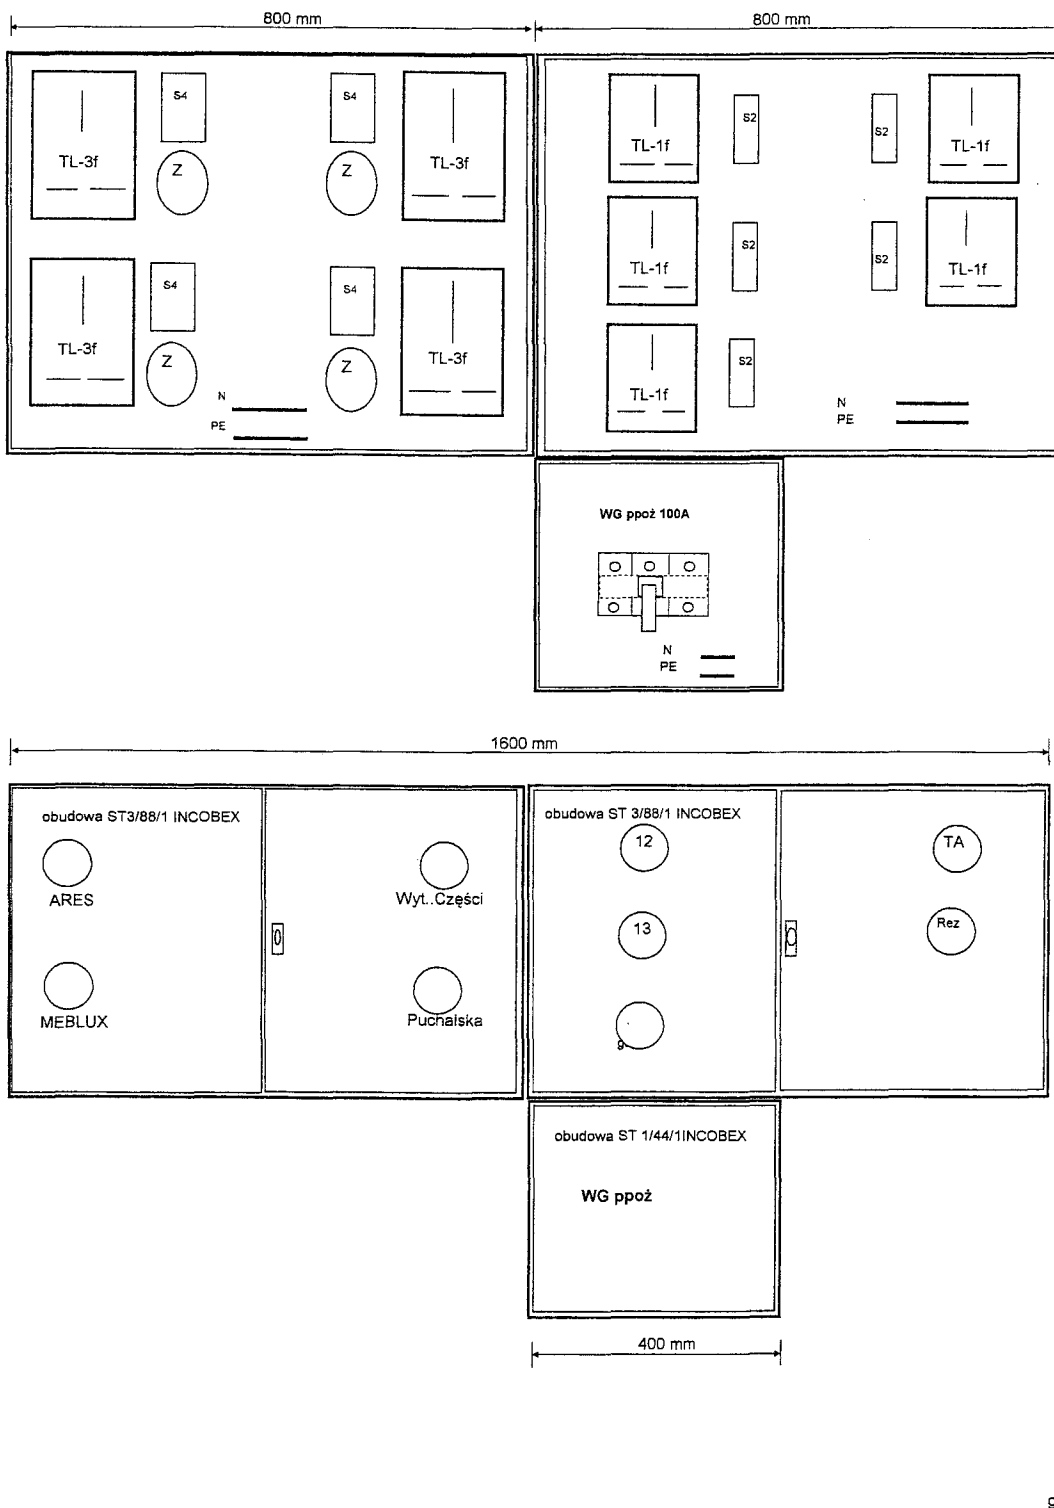 800 mm
800 mm
S4
S4
S2
S2
TL-3f
Z
Z
TL-3f
TL-1f
TL-1f
S2
S2
TL-1f
TL-1f
S4
S4
TL-3f
Z
Z
TL-3f
S2
TL-1f
N
PE
N
PE
WG ppoż 100A
N
PE
1600 mm
obudowa ST3/88/1 INCOBEX
obudowa ST 3/88/1 INCOBEX
12
TA
ARES
Wyt..Części
13
Rez
MEBLUX
Puchalska
obudowa ST 1/44/1INCOBEX
WG ppoż
400 mm